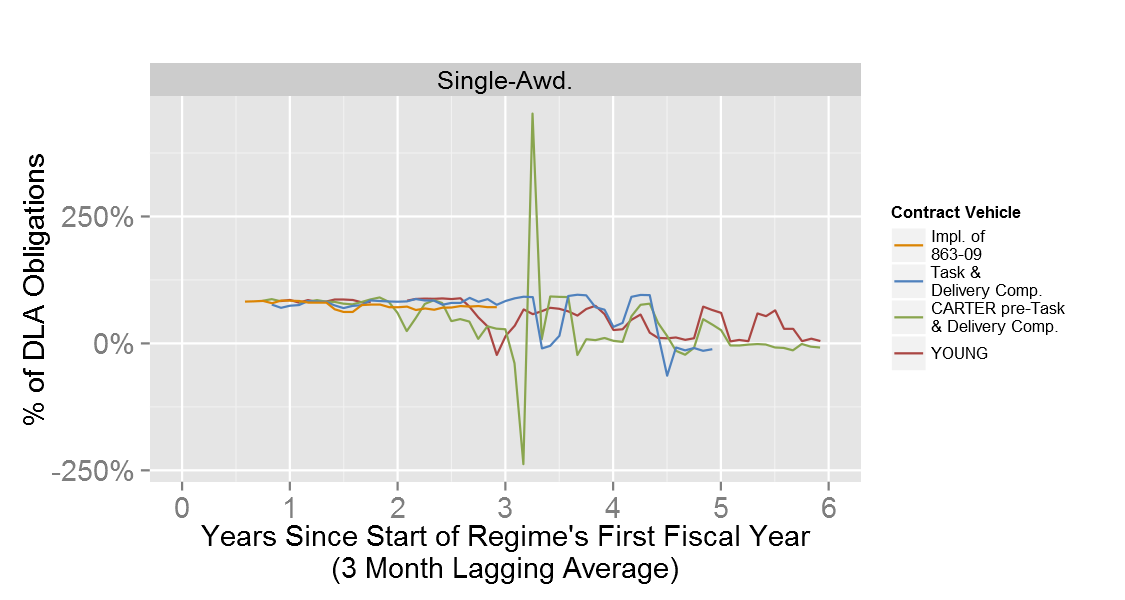 Single-Awd.
% of DLA Obligations
250%
0%
-250%
0 1 2 3 4 5 6
Years Since Start of Regime's First Fiscal Year
(3 Month Lagging Average)
Contract Vehicle
Impl. of
863-09
Task &
Delivery Comp.
CARTER pre-Task
& Delivery Comp.
YOUNG